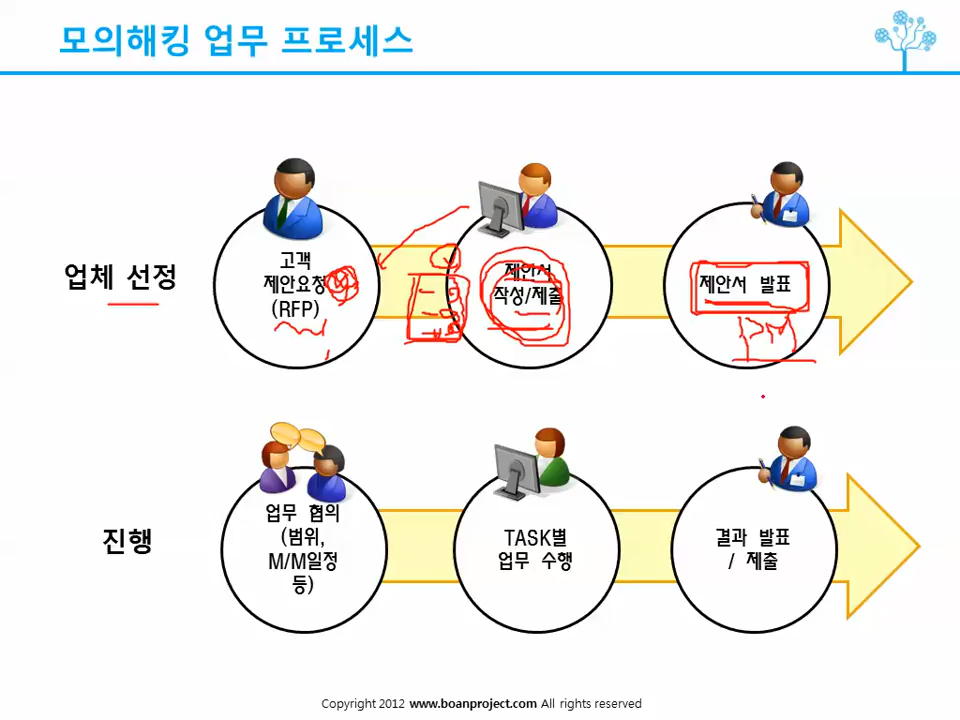 모의해킹 업무 프로세스
업체 선정
고객
제안요청
(RFP)
제안서
작성/제출
제안서 발표
진행
업무 협의
(범위,
M/M일정
등)
TASK별
업무 수행
결과 발표
/ 제출
Copyright 2012 www.boanproject.com All rights reserved